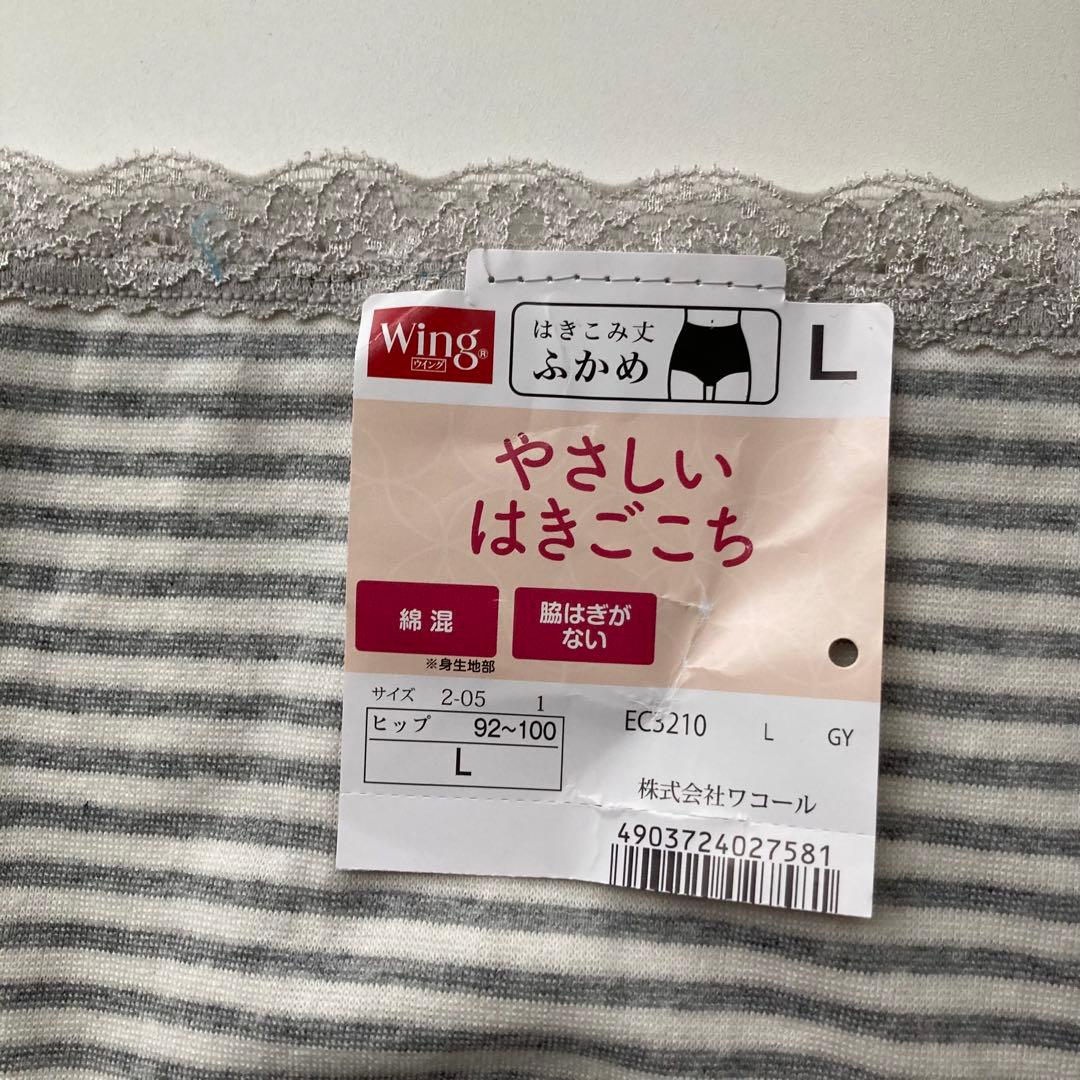 Wing®
ウイング
はきこみ丈
ふかめ
L
やさしい
はきごこち
綿混
脇はぎが
ない
※身生地部
サイズ 2-05 1
ヒップ 92~100
L
EC3210 L GY
株式会社ワコール
4903724027581